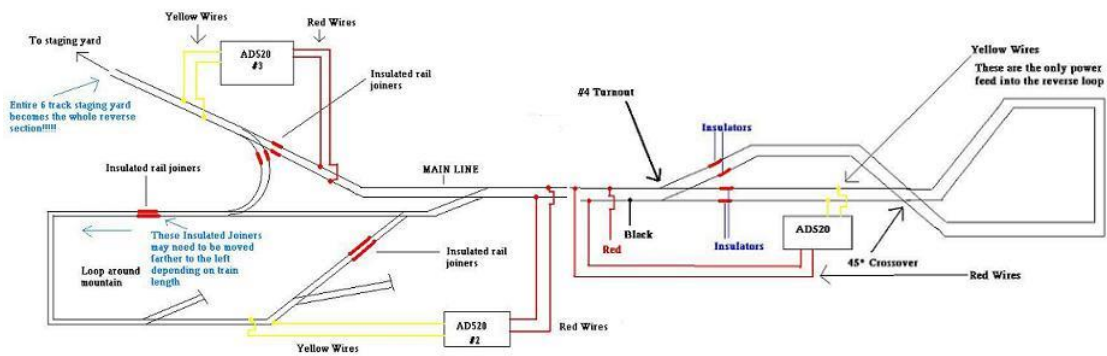 Yellow Wires
Red Wires
To staging yard
AD520
#3
Insulated rail
joiners
Entire 6 track staging yard
becomes the whole reverse
section!!!!!
Insulated rail joiners
MAIN LINE
These Insulated Joiners
may need to be moved
farther to the left
depending on train
length
Loop around
mountain
Insulated rail
joiners
AD520
#2
Red Wires
Yellow Wires
#4 Turnout
Insulators
Yellow Wires
These are the only power
feed into the reverse loop
Red
Black
Insulators
AD520
45° Crossover
Red Wires